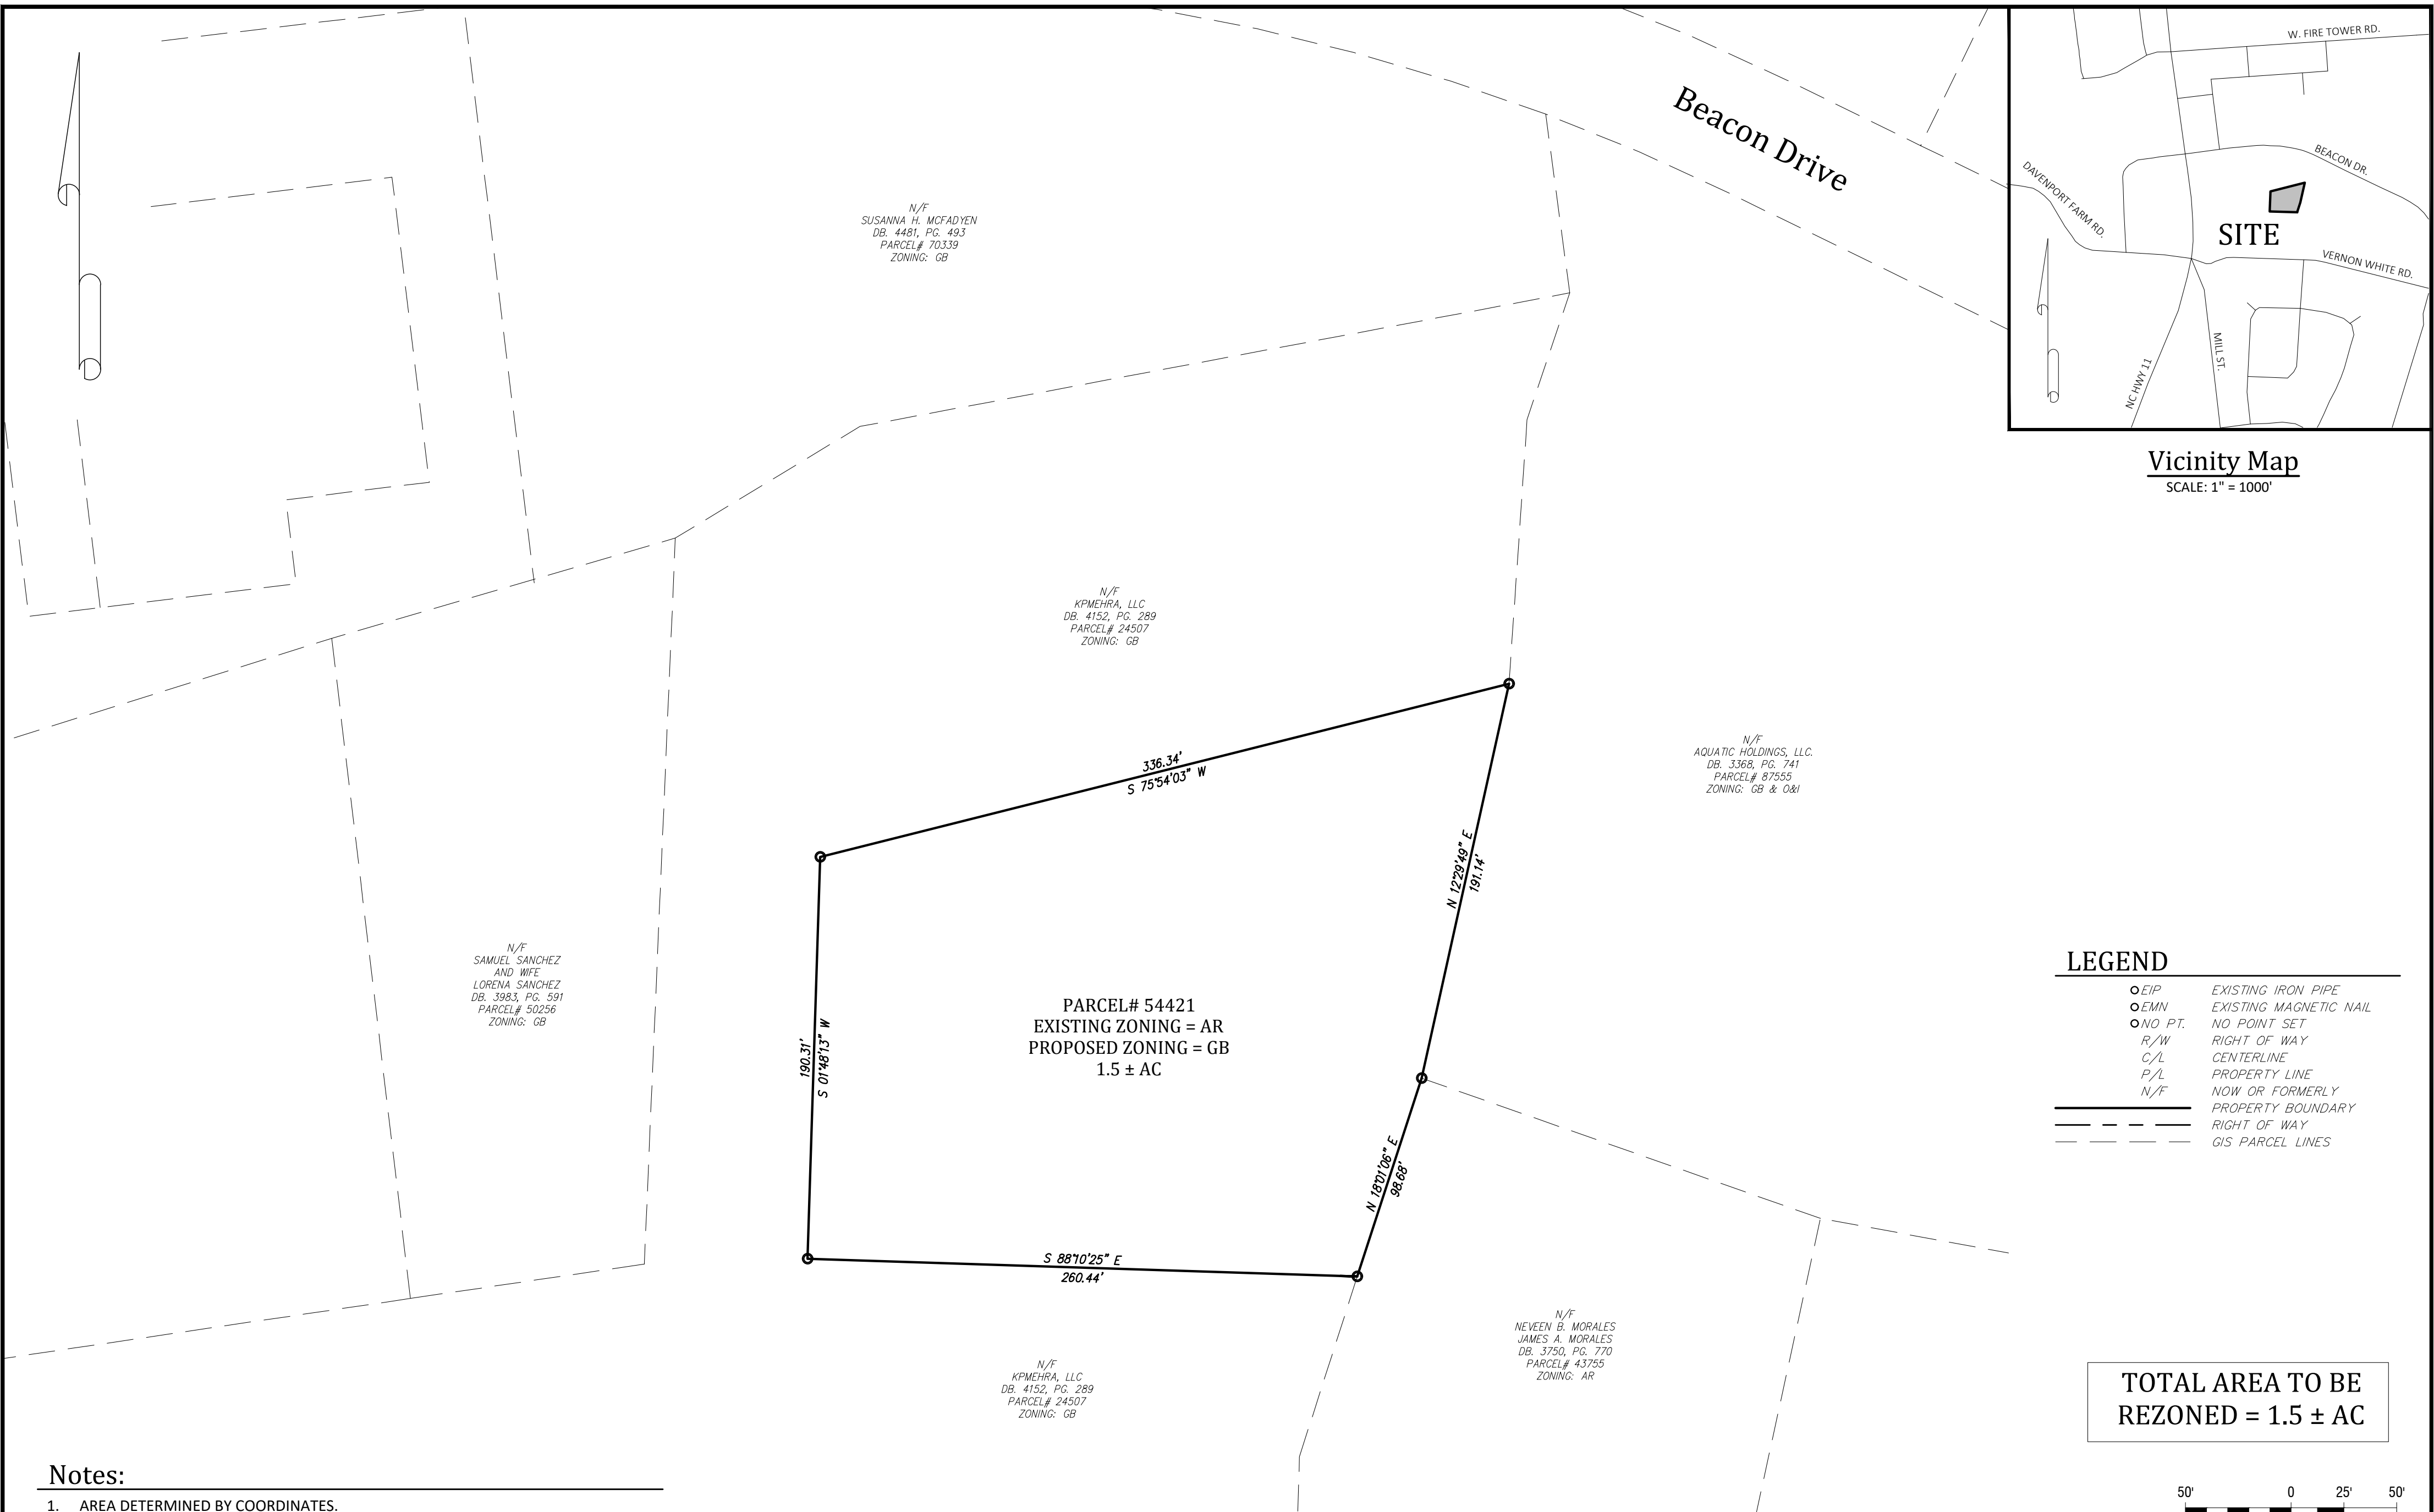 Beacon Drive
W. FIRE TOWER RD.
BEACON DR.
DAVENPORT FARM RD.
SITE
VERNON WHITE RD.
MILL ST.
NC HWY 11
Vicinity Map
SCALE: 1" = 1000'
N/F
SUSANNA H. MCFADYEN
DB. 4481, PG. 493
PARCEL# 70339
ZONING: GB
N/F
KPMEHRA, LLC
DB. 4152, PG. 289
PARCEL# 24507
ZONING: GB
N/F
AQUATIC HOLDINGS, LLC.
DB. 3368, PG. 741
PARCEL# 87555
ZONING: GB & O&I
336.34'
S 75°54'03" W
N 12°29'49" E
191.14'
N/F
SAMUEL SANCHEZ
AND WIFE
LORENA SANCHEZ
DB. 3983, PG. 591
PARCEL# 50256
ZONING: GB
190.31'
S 01°48'13" W
PARCEL# 54421
EXISTING ZONING = AR
PROPOSED ZONING = GB
1.5 ± AC
N 18°01'06" E
98.68'
S 88°10'25" E
260.44'
LEGEND
EIP EXISTING IRON PIPE
EMN EXISTING MAGNETIC NAIL
NO PT. NO POINT SET
R/W RIGHT OF WAY
C/L CENTERLINE
P/L PROPERTY LINE
N/F NOW OR FORMERLY
PROPERTY BOUNDARY
RIGHT OF WAY
GIS PARCEL LINES
N/F
NEVEEN B. MORALES
JAMES A. MORALES
DB. 3750, PG. 770
PARCEL# 43755
ZONING: AR
N/F
KPMEHRA, LLC
DB. 4152, PG. 289
PARCEL# 24507
ZONING: GB
TOTAL AREA TO BE
REZONED = 1.5 ± AC
Notes:
1. AREA DETERMINED BY COORDINATES.
50' 0 25' 50'